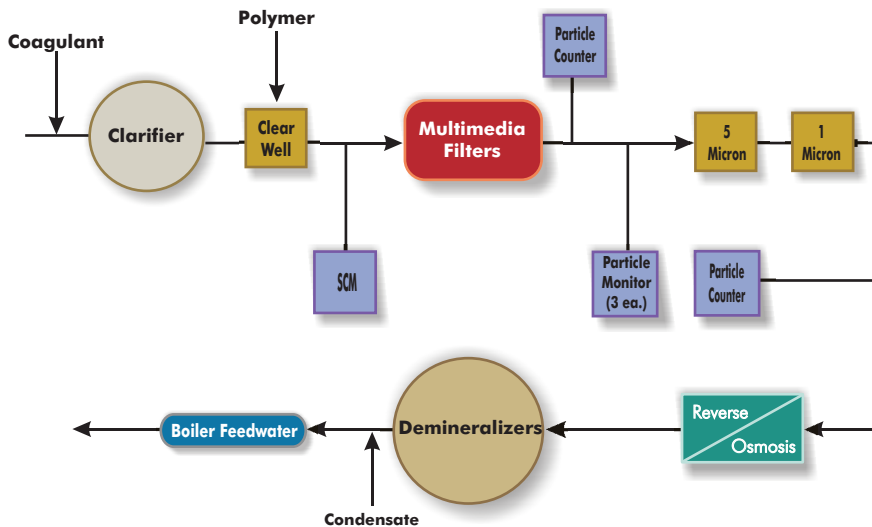 Polymer
Coagulant
Particle
Counter
Clarifier
Clear
Well
Multimedia
Filters
5
Micron
1
Micron
SCM
Particle
Monitor
(3 ea.)
Particle
Counter
Reverse
Osmosis
Demineralizers
Boiler Feedwater
Condensate